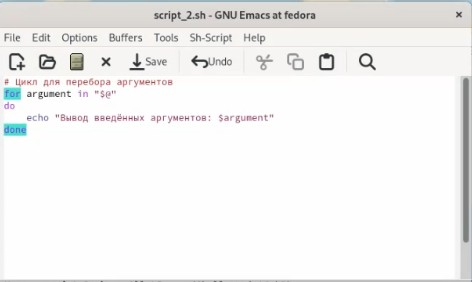 script_2.sh - GNU Emacs at fedora
File Edit Options Buffers Tools Sh-Script Help
Save Undo
# Цикл для перебора аргументов
for argument in "$@"
do
    echo "Вывод введённых аргументов: $argument"
done